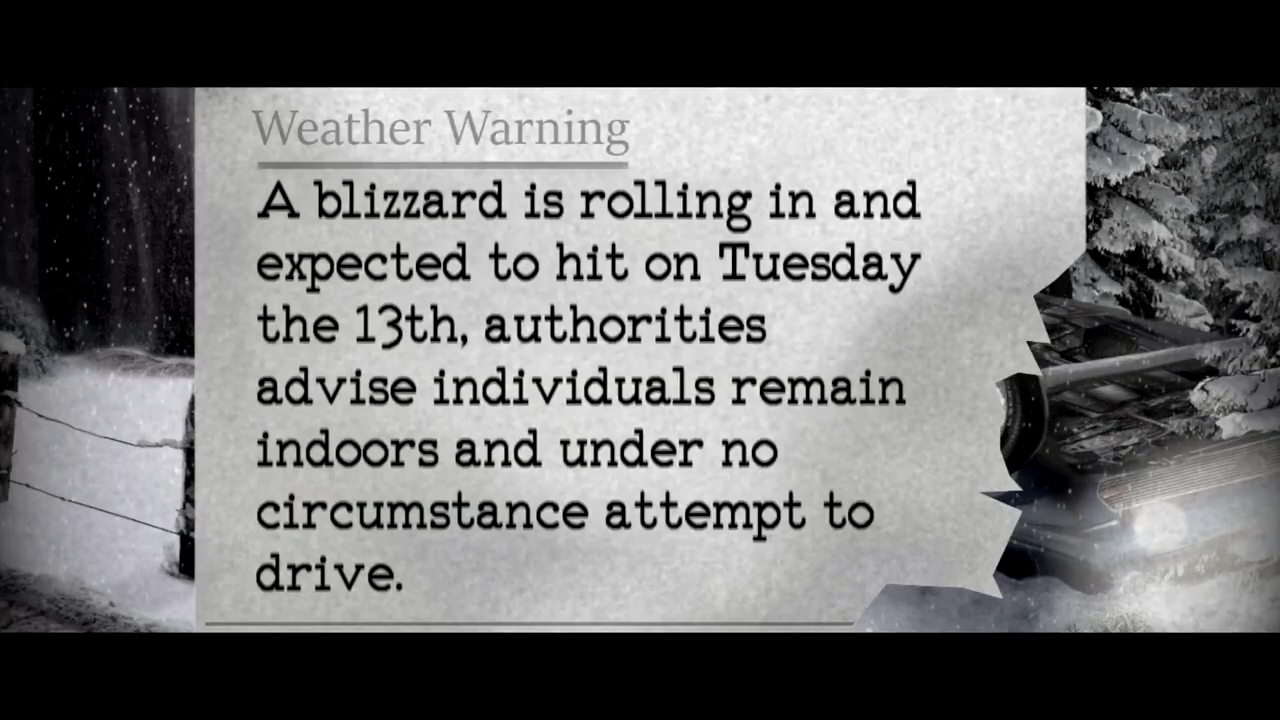 Weather Warning
A blizzard is rolling in and
expected to hit on Tuesday
the 13th, authorities
advise individuals remain
indoors and under no
circumstance attempt to
drive.